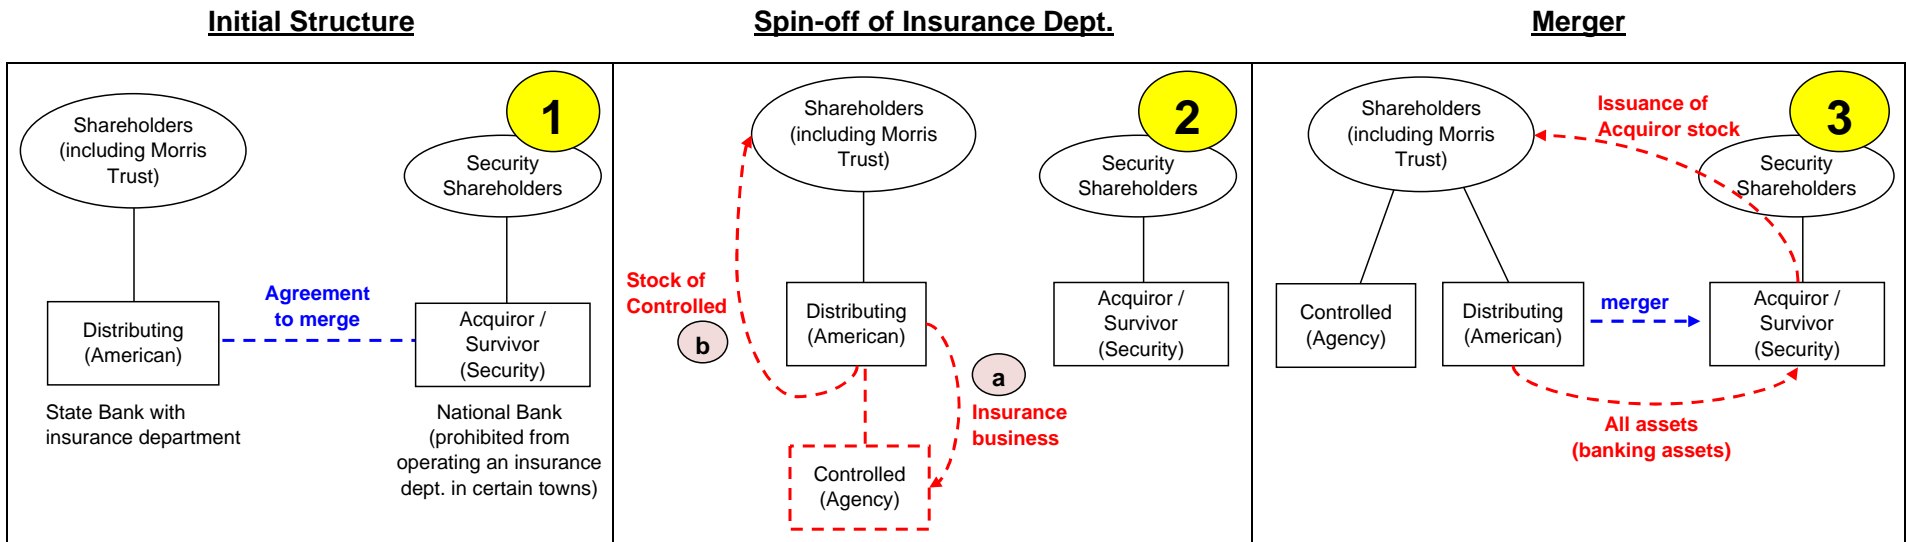 Initial Structure
Spin-off of Insurance Dept.
Merger
1
Shareholders
(including Morris
Trust)
Security
Shareholders
Agreement
to merge
Distributing
(American)
Acquiror /
Survivor
(Security)
State Bank with
insurance department
National Bank
(prohibited from
operating an insurance
dept. in certain towns)
2
Shareholders
(including Morris
Trust)
Security
Shareholders
Stock of
Controlled
b
Distributing
(American)
Acquiror /
Survivor
(Security)
a
Insurance
business
Controlled
(Agency)
3
Shareholders
(including Morris
Trust)
Issuance of
Acquiror stock
Security
Shareholders
Controlled
(Agency)
Distributing
(American)
merger
Acquiror /
Survivor
(Security)
All assets
(banking assets)